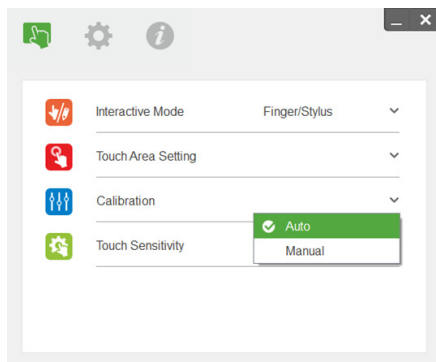 Interactive Mode Finger/Stylus
Touch Area Setting
Calibration
Auto
Touch Sensitivity
Manual